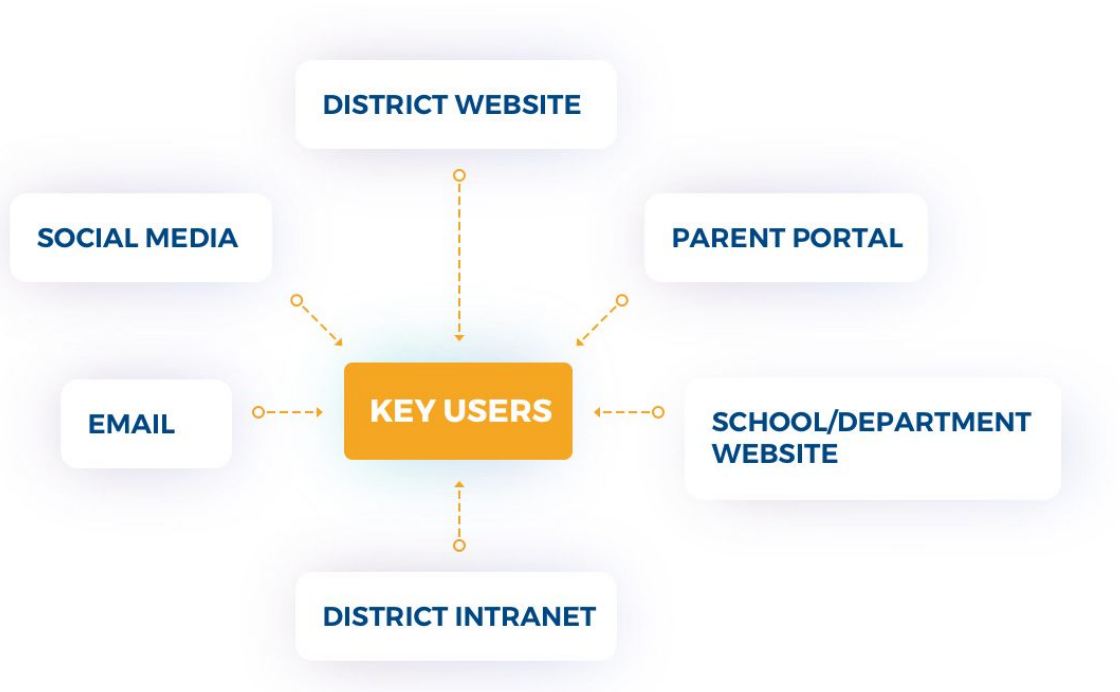 DISTRICT WEBSITE
SOCIAL MEDIA
PARENT PORTAL
EMAIL
KEY USERS
SCHOOL/DEPARTMENT
WEBSITE
DISTRICT INTRANET